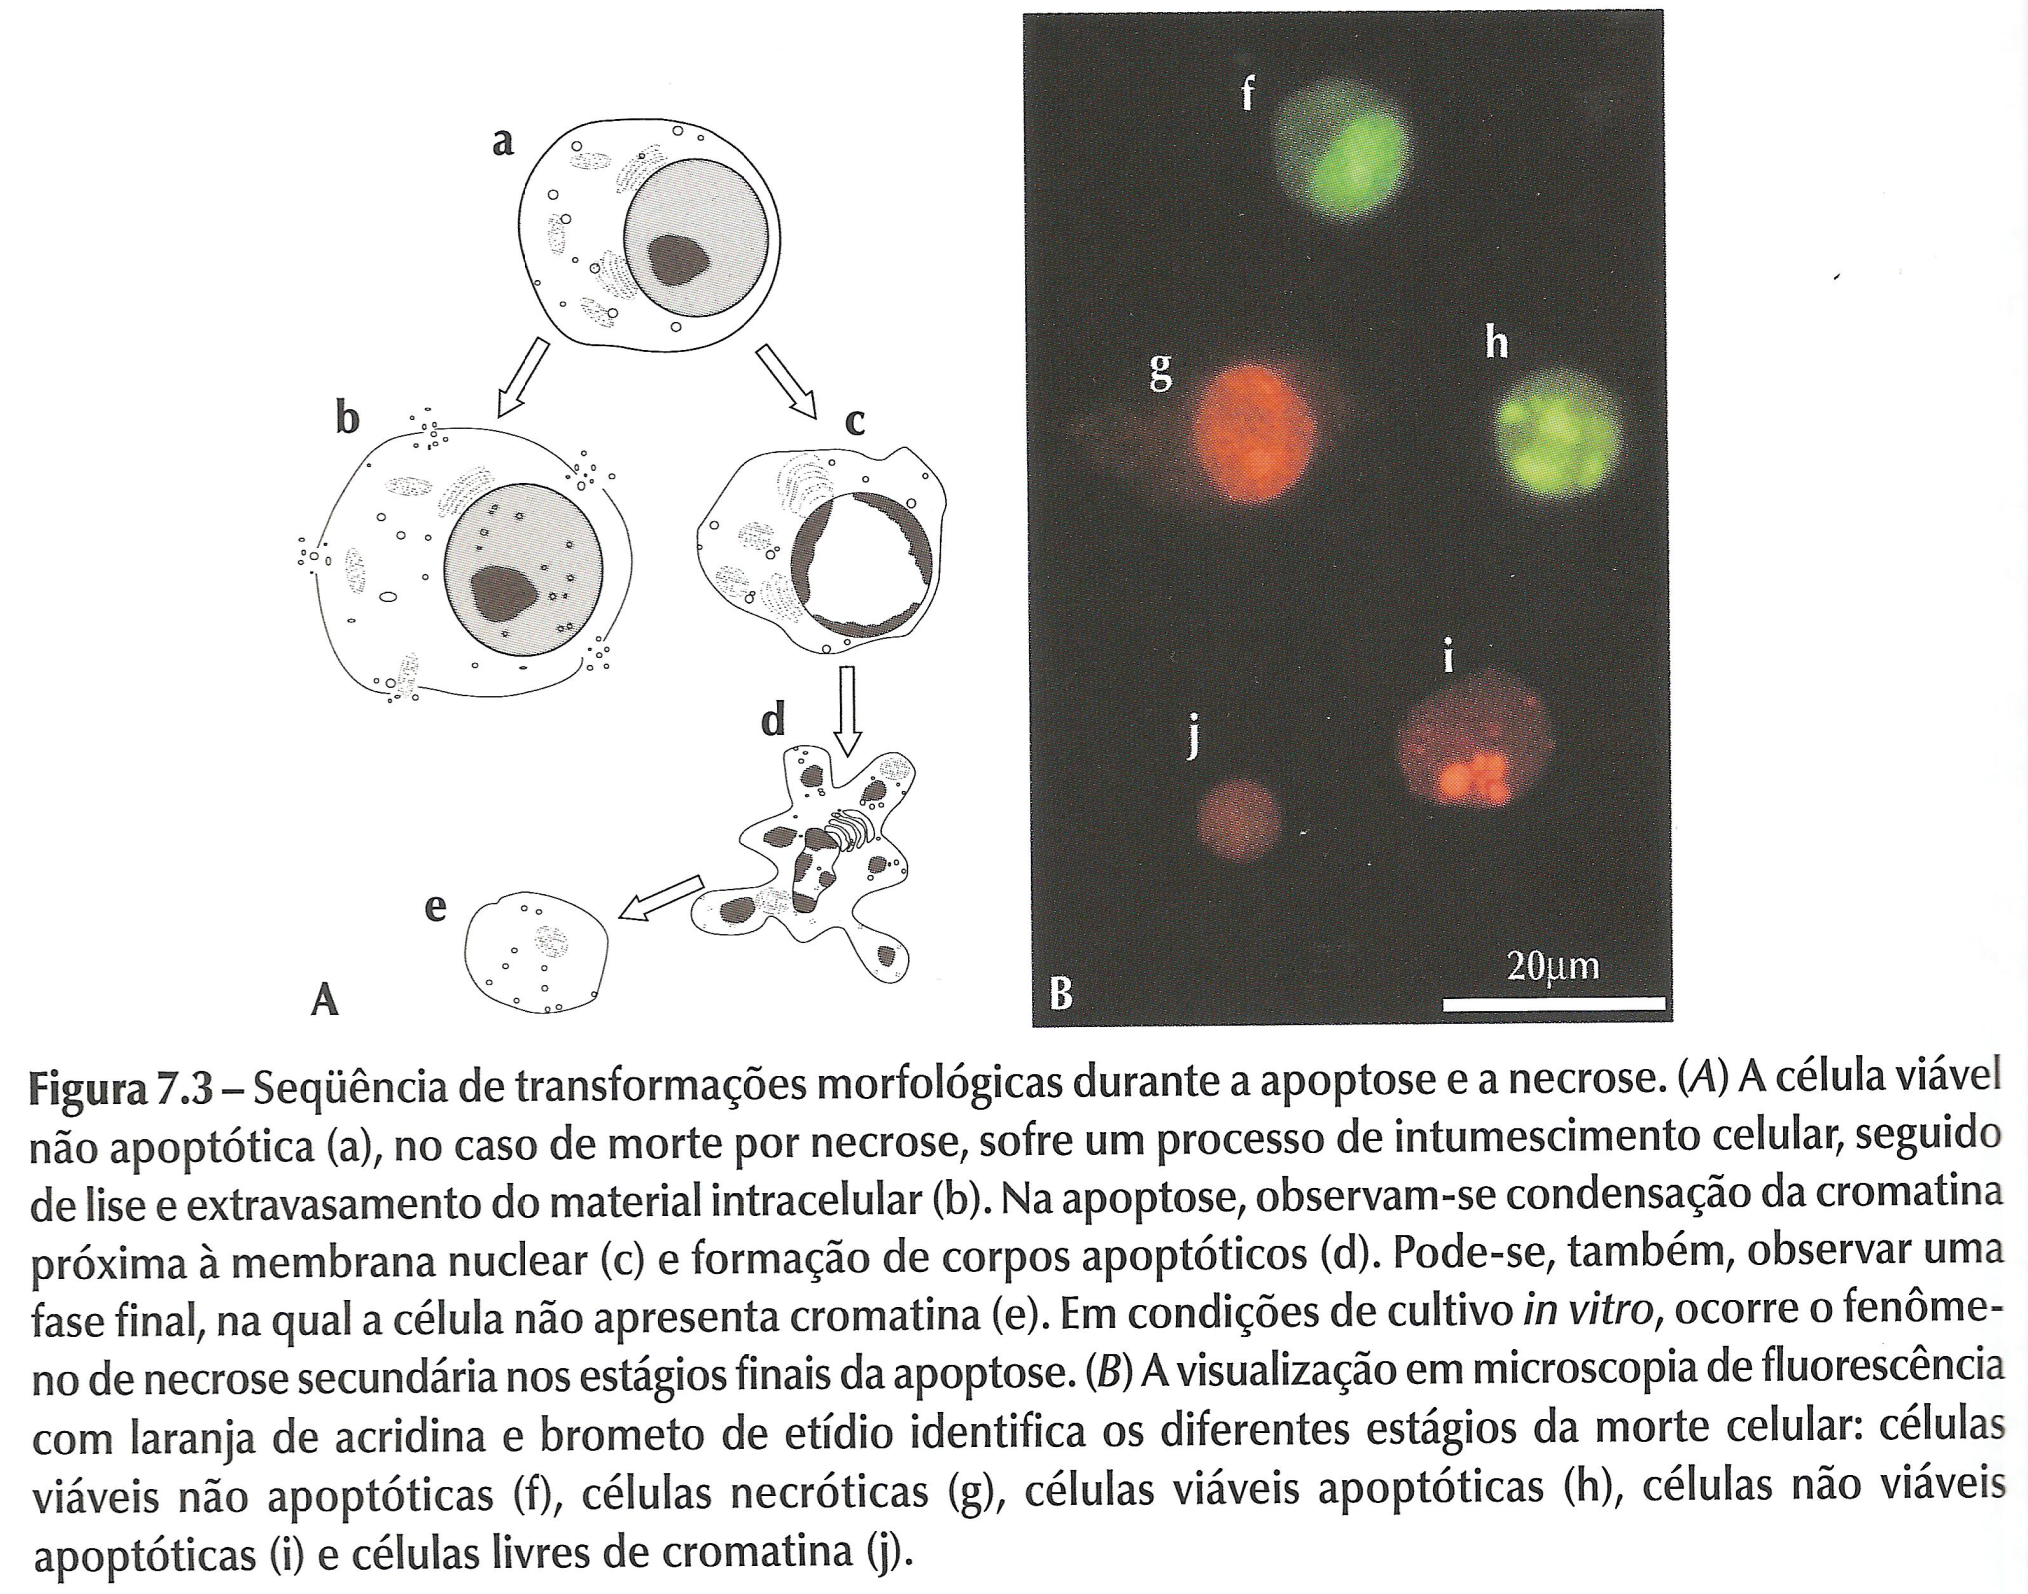 a
b
c
d
e
A
f
g
h
i
j
20μm
B
Figura 7.3 – Seqüência de transformações morfológicas durante a apoptose e a necrose. (A) A célula viável
não apoptótica (a), no caso de morte por necrose, sofre um processo de intumescimento celular, seguido
de lise e extravasamento do material intracelular (b). Na apoptose, observam-se condensação da cromatina
próxima à membrana nuclear (c) e formação de corpos apoptóticos (d). Pode-se, também, observar uma
fase final, na qual a célula não apresenta cromatina (e). Em condições de cultivo in vitro, ocorre o fenôme-
no de necrose secundária nos estágios finais da apoptose. (B) A visualização em microscopia de fluorescência
com laranja de acridina e brometo de etídio identifica os diferentes estágios da morte celular: células
viáveis não apoptóticas (f), células necróticas (g), células viáveis apoptóticas (h), células não viáveis
apoptóticas (i) e células livres de cromatina (j).